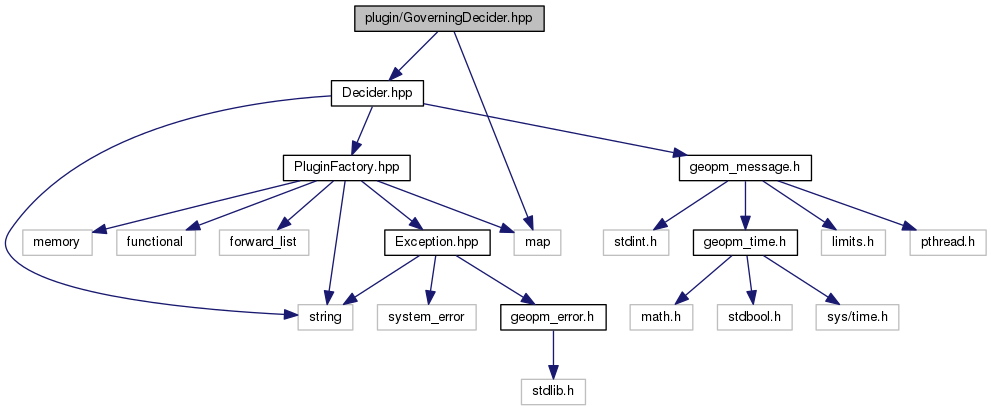 plugin/GoverningDecider.hpp
Decider.hpp
PluginFactory.hpp
geopm_message.h
memory
functional
forward_list
Exception.hpp
map
stdint.h
geopm_time.h
limits.h
pthread.h
string
system_error
geopm_error.h
math.h
stdbool.h
sys/time.h
stdlib.h